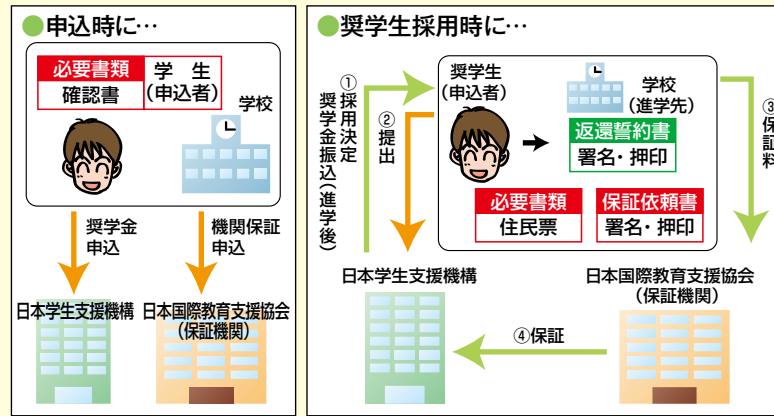 ●申込時に…
必要書類
確認書
学生
(申込者)
学校
奨学金
申込
機関保証
申込
日本学生支援機構
日本国際教育支援協会
(保証機関)
●奨学生採用時に…
①採用決定
奨学金振込(進学後)
②提出
奨学生
(申込者)
学校
(進学先)
返還誓約書
署名・押印
必要書類
住民票
保証依頼書
署名・押印
③保証料
日本学生支援機構
日本国際教育支援協会
(保証機関)
④保証